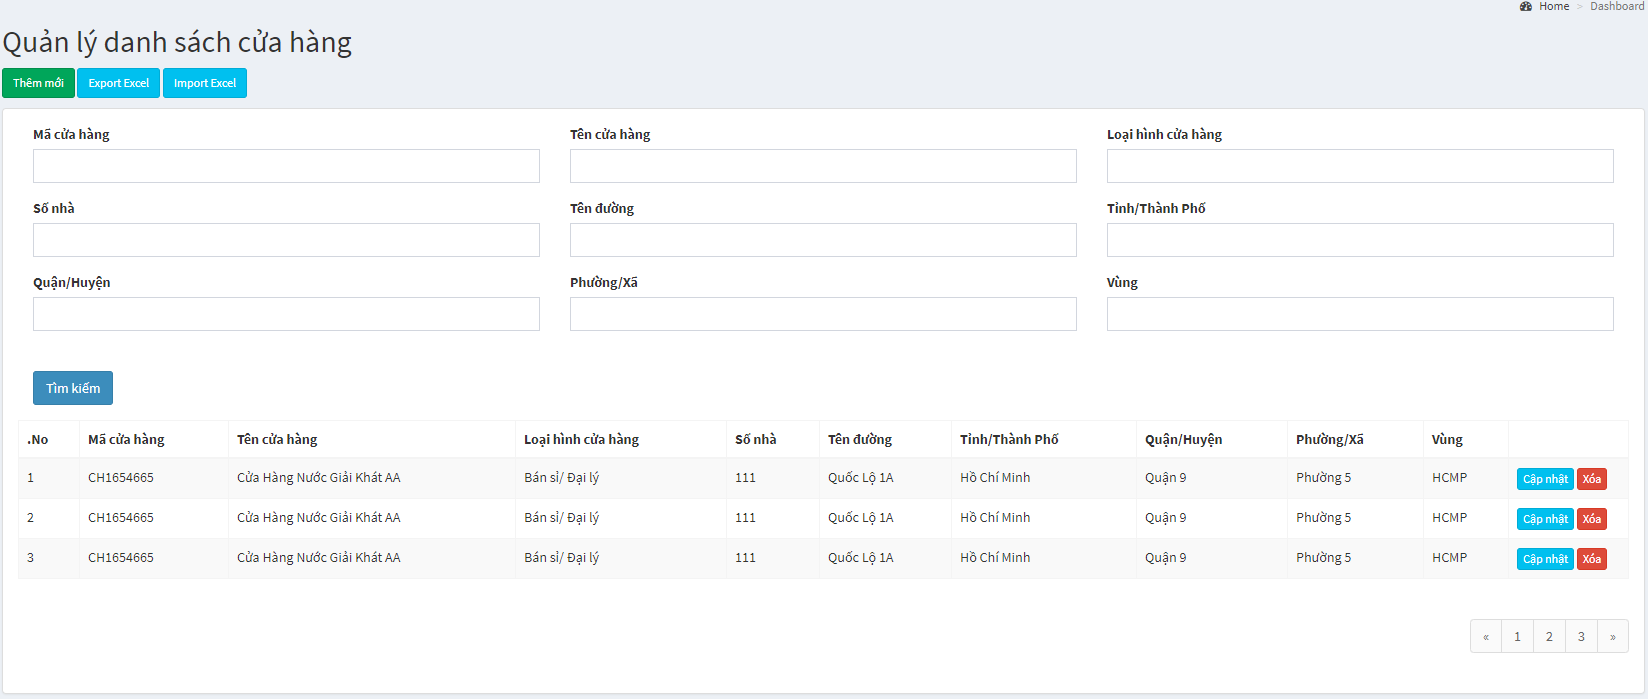 Home > Dashboard
Quản lý danh sách cửa hàng
Thêm mới Export Excel Import Excel
Mã cửa hàng Tên cửa hàng Loại hình cửa hàng
Số nhà Tên đường Tỉnh/Thành Phố
Quận/Huyện Phường/Xã Vùng
Tìm kiếm
.No Mã cửa hàng Tên cửa hàng Loại hình cửa hàng Số nhà Tên đường Tỉnh/Thành Phố Quận/Huyện Phường/Xã Vùng
1 CH1654665 Cửa Hàng Nước Giải Khát AA Bán sỉ/ Đại lý 111 Quốc Lộ 1A Hồ Chí Minh Quận 9 Phường 5 HCMP Cập nhật Xóa
2 CH1654665 Cửa Hàng Nước Giải Khát AA Bán sỉ/ Đại lý 111 Quốc Lộ 1A Hồ Chí Minh Quận 9 Phường 5 HCMP Cập nhật Xóa
3 CH1654665 Cửa Hàng Nước Giải Khát AA Bán sỉ/ Đại lý 111 Quốc Lộ 1A Hồ Chí Minh Quận 9 Phường 5 HCMP Cập nhật Xóa
« 1 2 3 »